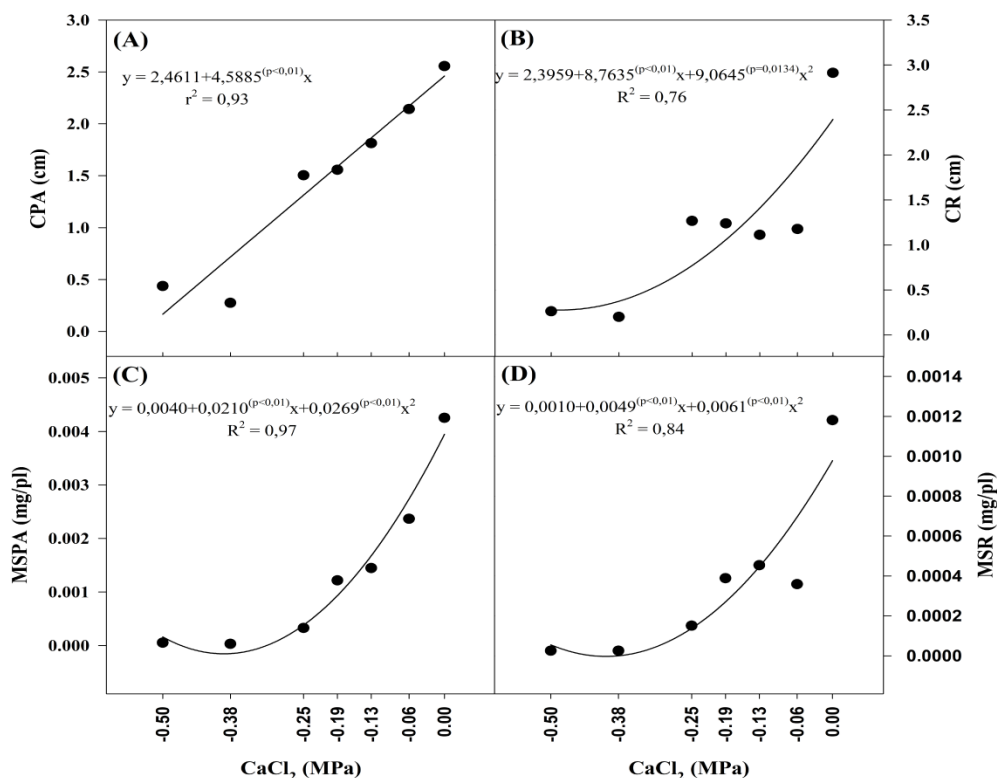 (A)
y = 2,4611+4,5885(p<0,01)x
r2 = 0,93
3.0
2.5
2.0
1.5
1.0
0.5
0.0
CPA (cm)
(B)
y = 2,3959+8,7635(p<0,01)x+9,0645(p=0,0134)x2
R2 = 0,76
3.5
3.0
2.5
2.0
1.5
1.0
0.5
0.0
CR (cm)
(C)
y = 0,0040+0,0210(p<0,01)x+0,0269(p<0,01)x2
R2 = 0,97
0.005
0.004
0.003
0.002
0.001
0.000
MSPA (mg/pl)
(D)
y = 0,0010+0,0049(p<0,01)x+0,0061(p<0,01)x2
R2 = 0,84
0.0014
0.0012
0.0010
0.0008
0.0006
0.0004
0.0002
0.0000
MSR (mg/pl)
-0.50
-0.38
-0.25
-0.19
-0.13
-0.06
0.00
CaCl2 (MPa)
-0.50
-0.38
-0.25
-0.19
-0.13
-0.06
0.00
CaCl2 (MPa)